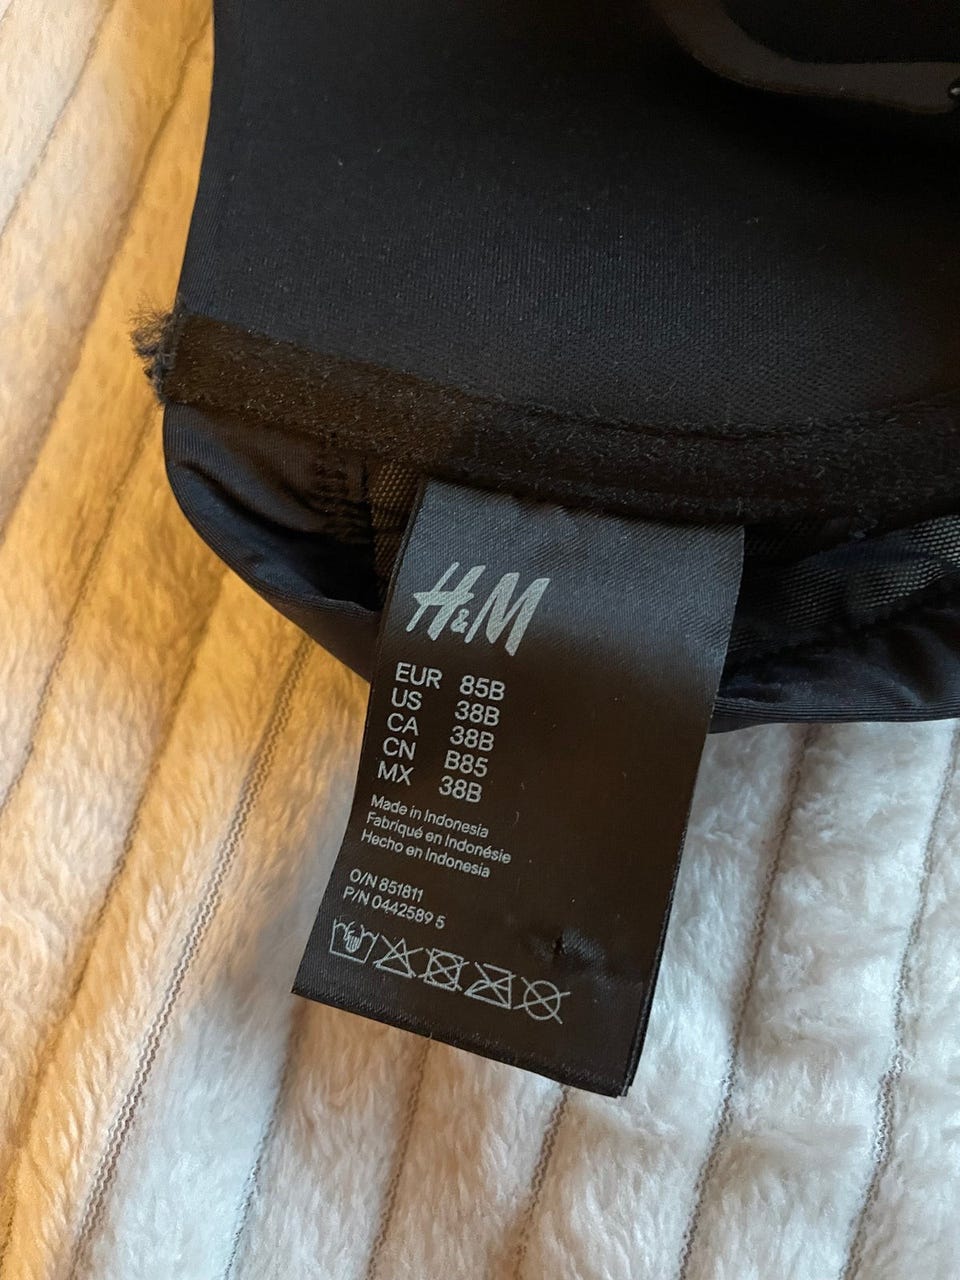 H&M
EUR 85B
US 38B
CA 38B
CN B85
MX 38B
Made in Indonesia
Fabriqué en Indonésie
Hecho en Indonesia
O/N 851811
P/N 0442589 5